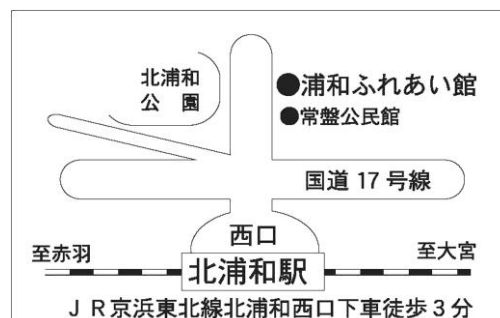 北浦和
公　園
●浦和ふれあい館
●常盤公民館
国道 17 号線
西口
至赤羽
至大宮
北浦和駅
ＪＲ京浜東北線北浦和西口下車徒歩３分